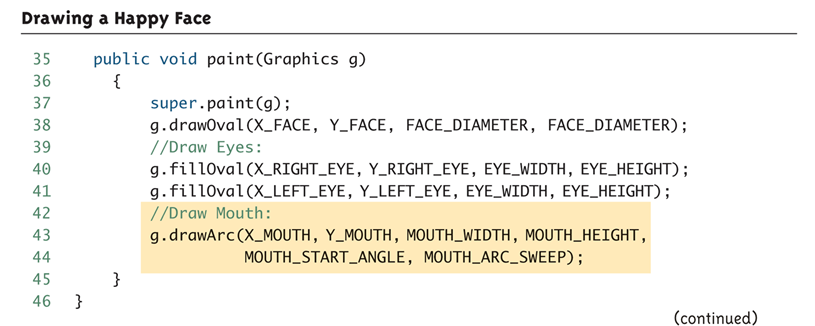 Drawing a Happy Face
35 public void paint(Graphics g)
36 {
37 super.paint(g);
38 g.drawOval(X_FACE, Y_FACE, FACE_DIAMETER, FACE_DIAMETER);
39 //Draw Eyes:
40 g.fillOval(X_RIGHT_EYE, Y_RIGHT_EYE, EYE_WIDTH, EYE_HEIGHT);
41 g.fillOval(X_LEFT_EYE, Y_LEFT_EYE, EYE_WIDTH, EYE_HEIGHT);
42 //Draw Mouth:
43 g.drawArc(X_MOUTH, Y_MOUTH, MOUTH_WIDTH, MOUTH_HEIGHT,
44 MOUTH_START_ANGLE, MOUTH_ARC_SWEEP);
45 }
46 }
(continued)